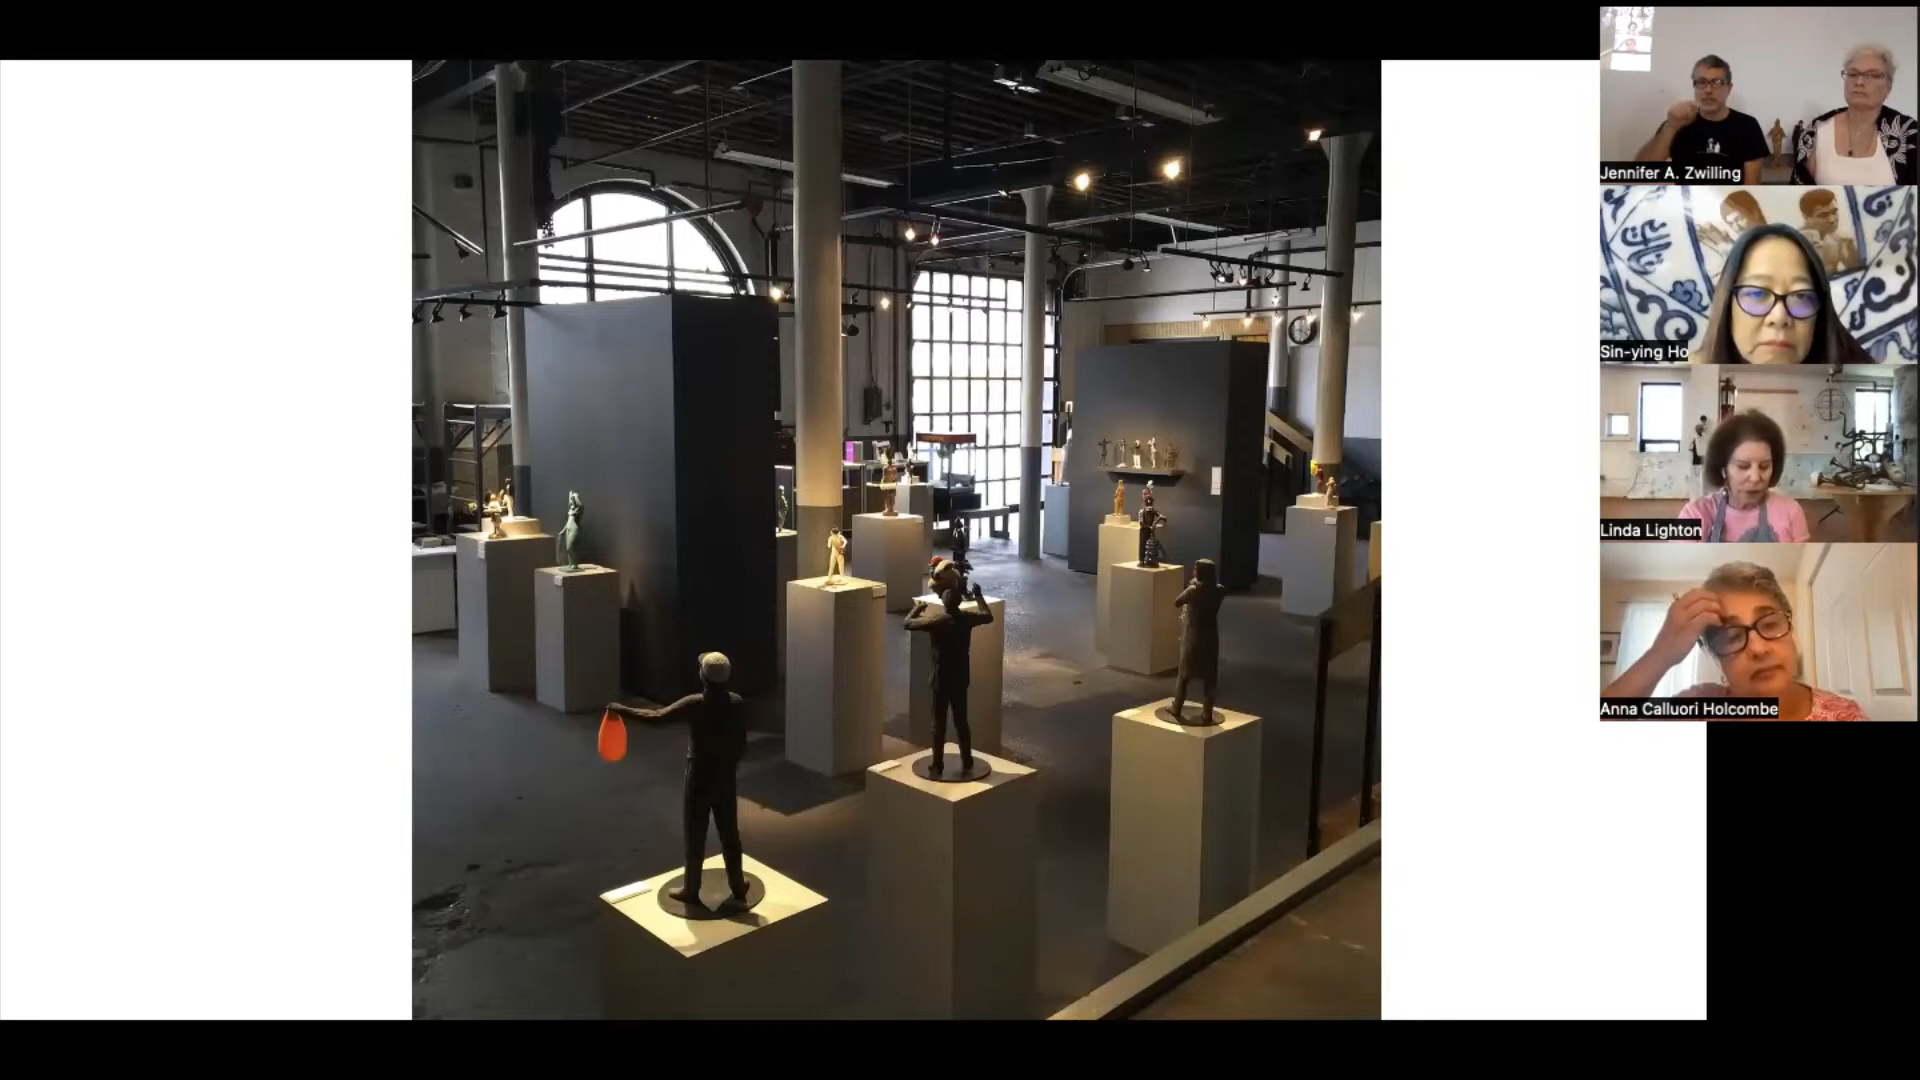 Jennifer A. Zwilling
Sin-ying Ho
Linda Lighton
Anna Calluori Holcombe